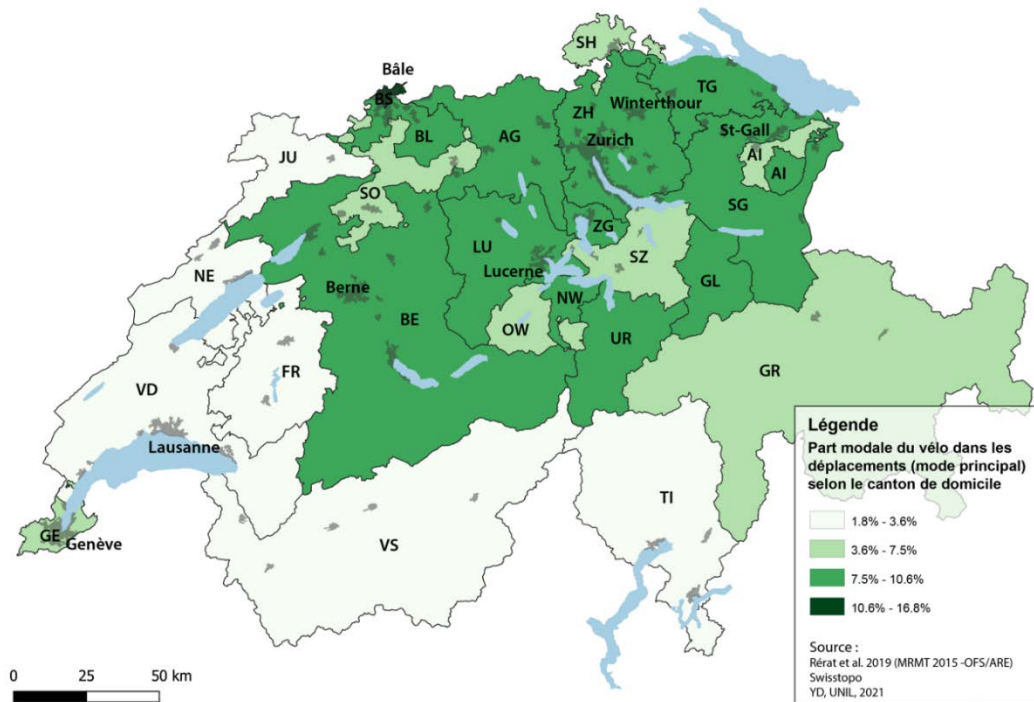 SH
Bâle
BS
TG
ZH
Winterthour
BL
AG
Zurich
St-Gall
JU
AI
AI
SO
SG
ZG
LU
SZ
NE
Lucerne
GL
Berne
NW
BE
OW
UR
FR
GR
VD
Lausanne
TI
GE
Genève
VS
Légende
Part modale du vélo dans les
déplacements (mode principal)
selon le canton de domicile
1.8% - 3.6%
3.6% - 7.5%
7.5% - 10.6%
10.6% - 16.8%
Source :
Rérat et al. 2019 (MRMT 2015 -OFS/ARE)
Swisstopo
YD, UNIL, 2021
0 25 50 km